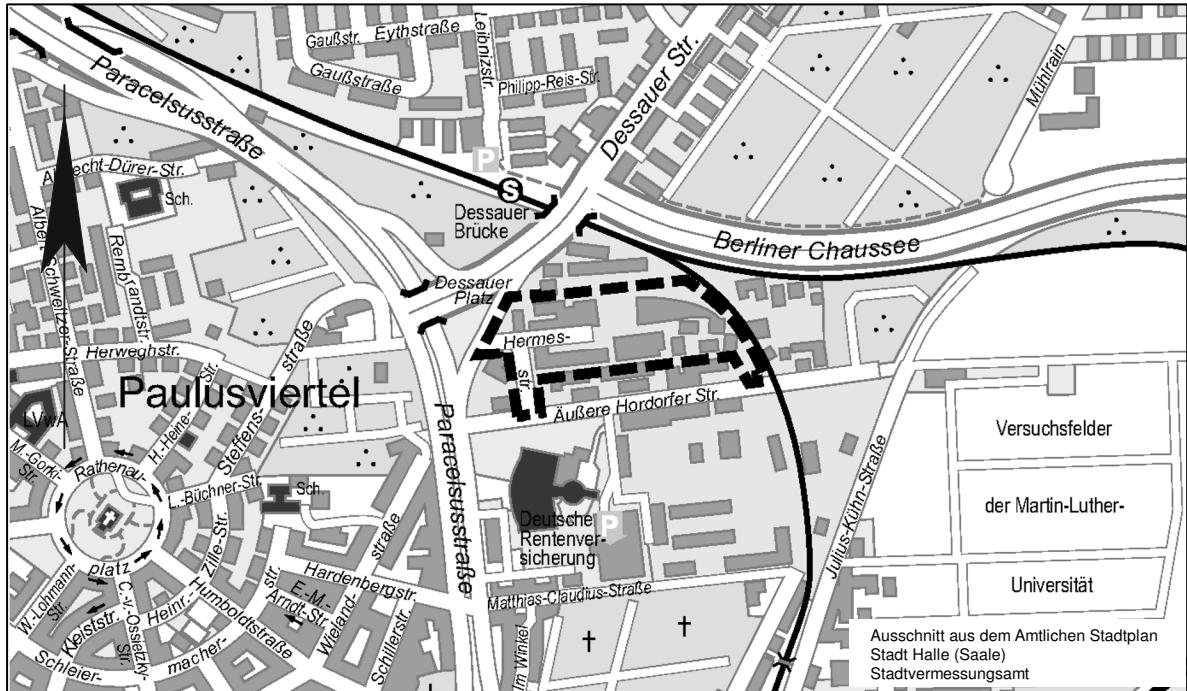 Gaußstr.
Eythstraße
Gaußstraße
Leibnizstr.
Philipp-Reis-Str.
Dessauer Str.
Mühlrain
Paracelsusstraße
P
S
Dessauer
Brücke
Berliner Chaussee
Albrecht-Dürer-Str.
Sch.
Albert-Schweitzer-Straße
Rembrandtstr.
Dessauer
Platz
Hermes-
str.
Herweghstr.
Paulusviertel
LVwA
H.-Heine-
Str.
Steffens-
straße
Äußere Hordorfer Str.
Paracelsusstraße
M.-Gorki-
Str.
Rathenau-
platz
L.-Büchner-Str.
Sch.
Zille-Str.
Deutsche
Rentenver-
sicherung
P
Julius-Kühn-Straße
Versuchsfelder
der Martin-Luther-
Universität
Hardenbergstr.
Matthias-Claudius-Straße
W.-Lohmann-
Str.
Kleiststr.
C.-v.-Ossietzky-
Str.
Heinr.-
Humboldtstraße
E.-M.-
Arndt-Str.
Wieland-
straße
Schillerstr.
Im Winkel
Schleier-
macher-
str.
Ausschnitt aus dem Amtlichen Stadtplan
Stadt Halle (Saale)
Stadtvermessungsamt